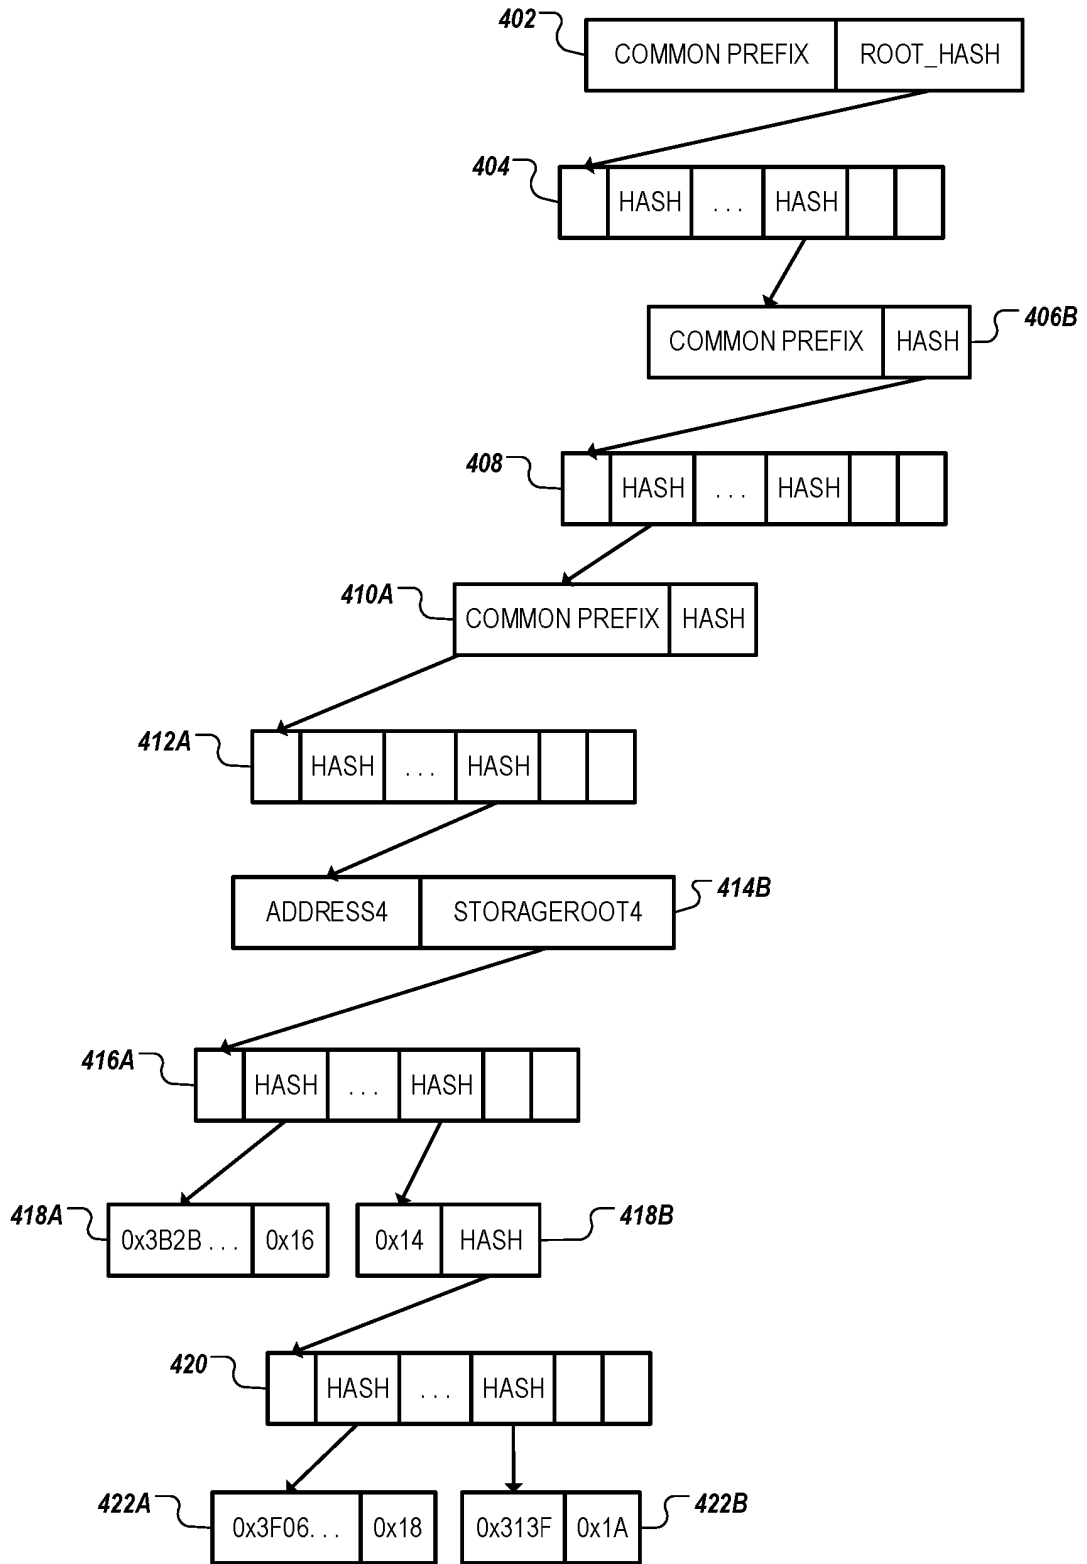 402
COMMON PREFIX ROOT_HASH
404
HASH . . . HASH
COMMON PREFIX HASH 406B
408
HASH . . . HASH
410A
COMMON PREFIX HASH
412A
HASH . . . HASH
ADDRESS4 STORAGEROOT4 414B
416A
HASH . . . HASH
418A 0x3B2B . . . 0x16 0x14 HASH 418B
420
HASH . . . HASH
422A 0x3F06. . . 0x18 0x313F 0x1A 422B